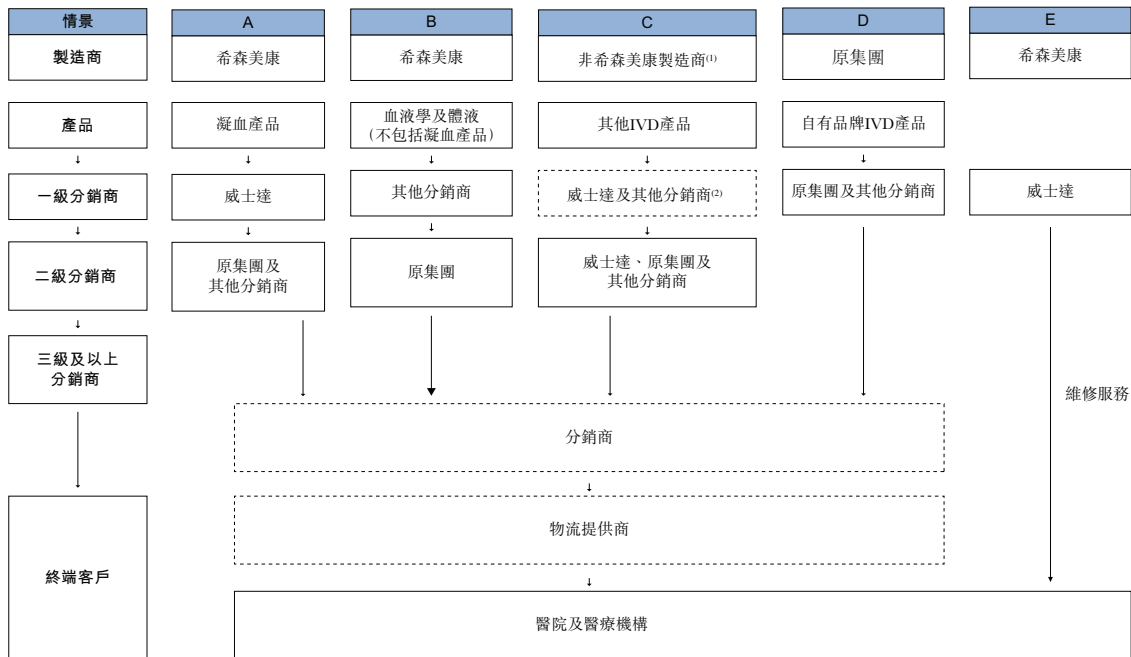 情景
A
B
C
D
E
製造商
希森美康
希森美康
非希森美康製造商(1)
原集團
希森美康
產品
凝血產品
血液學及體液
（不包括凝血產品）
其他IVD產品
自有品牌IVD產品
一級分銷商
威士達
其他分銷商
威士達及其他分銷商(2)
原集團及其他分銷商
威士達
二級分銷商
原集團及
其他分銷商
原集團
威士達、原集團及
其他分銷商
三級及以上
分銷商
維修服務
分銷商
物流提供商
終端客戶
醫院及醫療機構